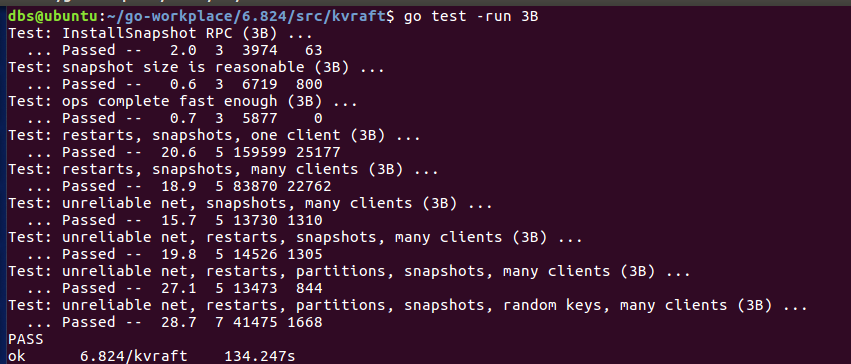 dbs@ubuntu:~/go-workplace/6.824/src/kvraft$ go test -run 3B
Test: InstallSnapshot RPC (3B) ...
  ... Passed --   2.0  3  3974   63
Test: snapshot size is reasonable (3B) ...
  ... Passed --   0.6  3  6719  800
Test: ops complete fast enough (3B) ...
  ... Passed --   0.7  3  5877    0
Test: restarts, snapshots, one client (3B) ...
  ... Passed --  20.6  5 159599 25177
Test: restarts, snapshots, many clients (3B) ...
  ... Passed --  18.9  5 83870 22762
Test: unreliable net, snapshots, many clients (3B) ...
  ... Passed --  15.7  5 13730 1310
Test: unreliable net, restarts, snapshots, many clients (3B) ...
  ... Passed --  19.8  5 14526 1305
Test: unreliable net, restarts, partitions, snapshots, many clients (3B) ...
  ... Passed --  27.1  5 13473  844
Test: unreliable net, restarts, partitions, snapshots, random keys, many clients (3B) ...
  ... Passed --  28.7  7 41475 1668
PASS
ok      6.824/kvraft    134.247s